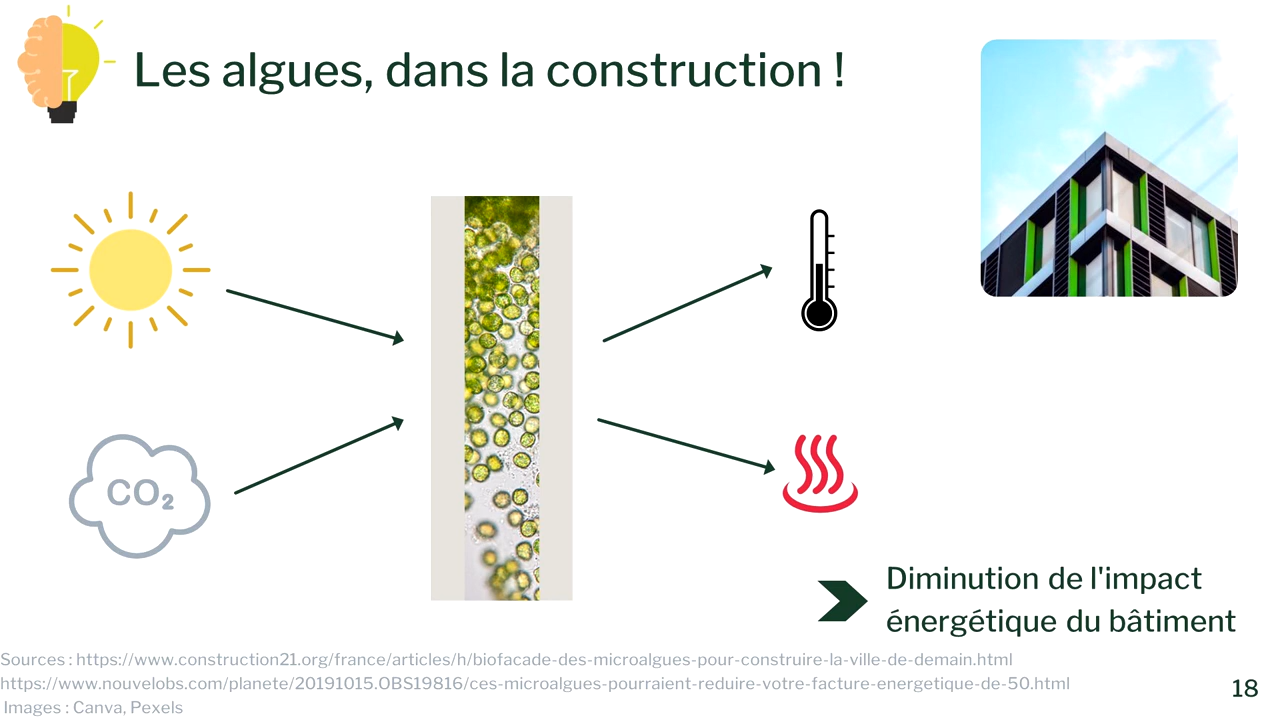 Les algues, dans la construction !
CO₂
Diminution de l'impact
énergétique du bâtiment
Sources : https://www.construction21.org/france/articles/h/biofacade-des-microalgues-pour-construire-la-ville-de-demain.html
https://www.nouvelobs.com/planete/20191015.OBS19816/ces-microalgues-pourraient-reduire-votre-facture-energetique-de-50.html
Images : Canva, Pexels
18